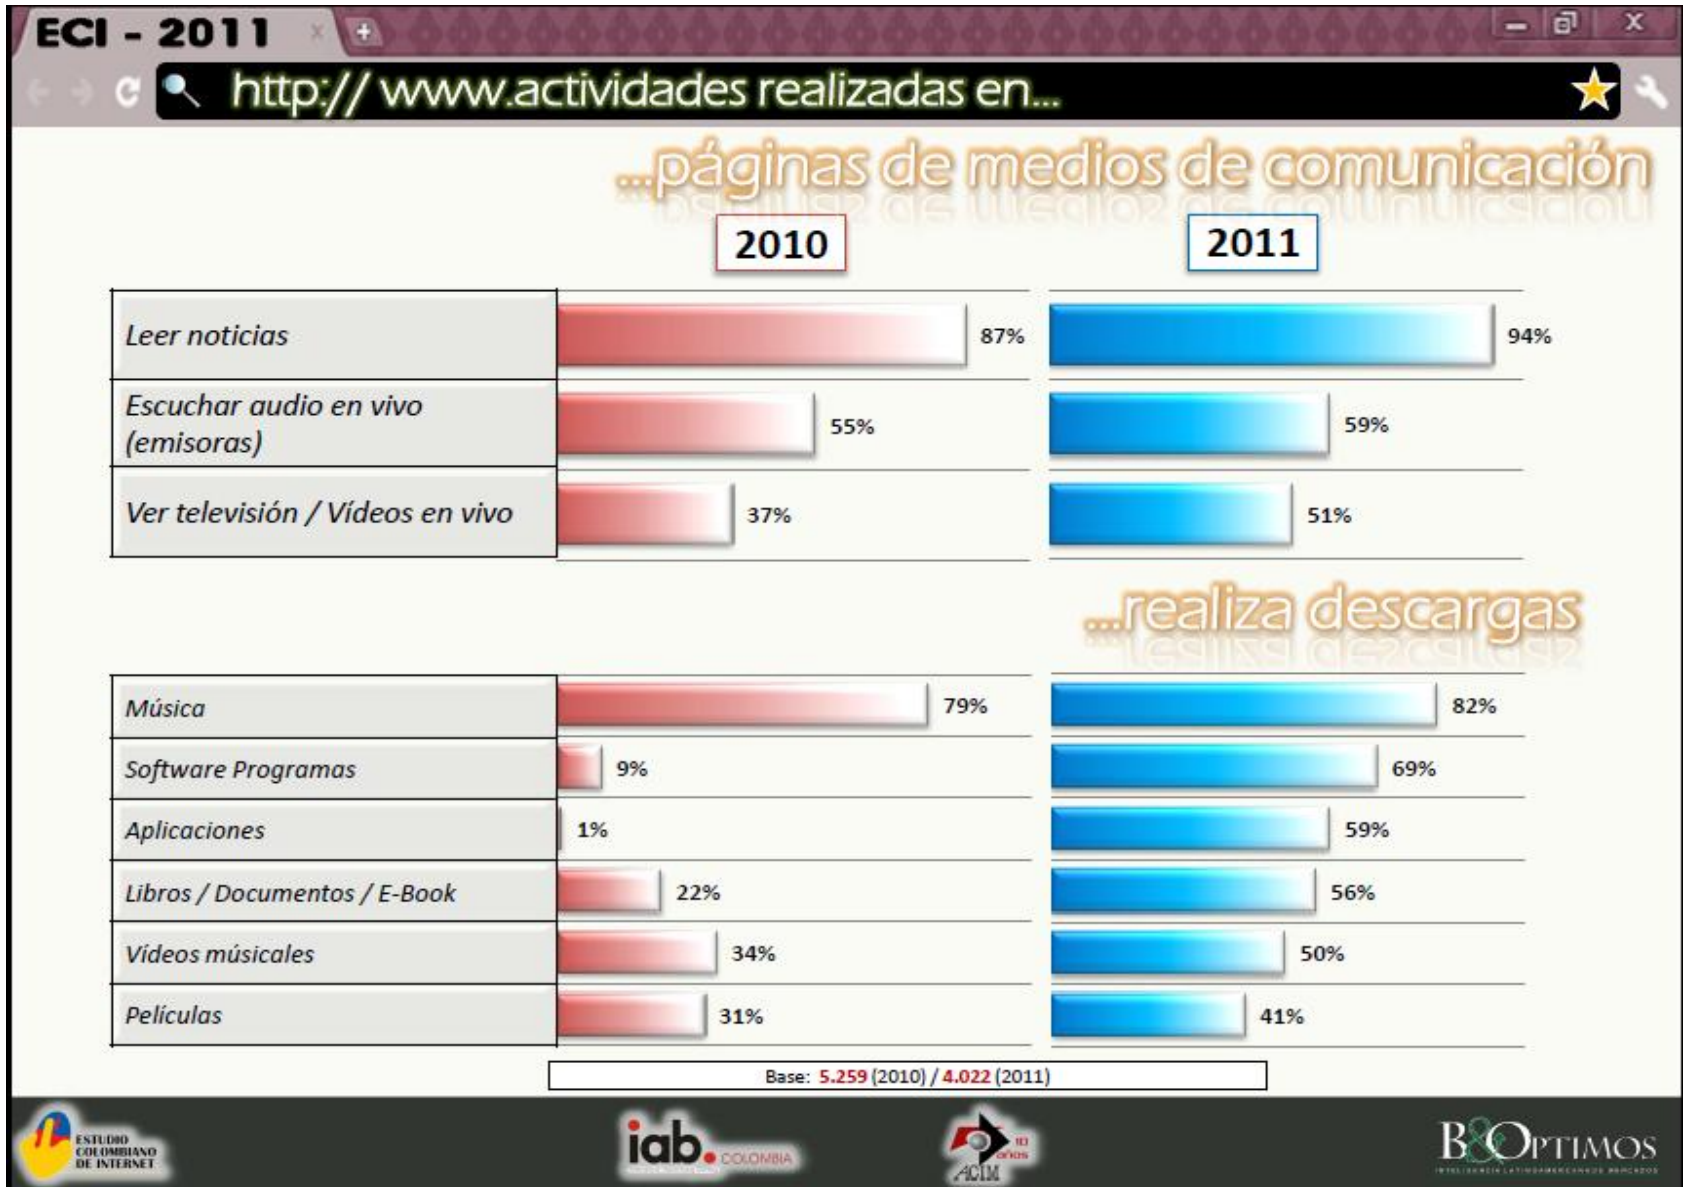 ECI - 2011
http:// www.actividades realizadas en...
...páginas de medios de comunicación
2010
2011
Leer noticias
87%
94%
Escuchar audio en vivo
(emisoras)
55%
59%
Ver televisión / Vídeos en vivo
37%
51%
...realiza descargas
Música
79%
82%
Software Programas
9%
69%
Aplicaciones
1%
59%
Libros / Documentos / E-Book
22%
56%
Vídeos músicales
34%
50%
Películas
31%
41%
Base: 5.259 (2010) / 4.022 (2011)
ESTUDIO
COLOMBIANO
DE INTERNET
iab. COLOMBIA
10
años
ACIM
B&OPTIMOS